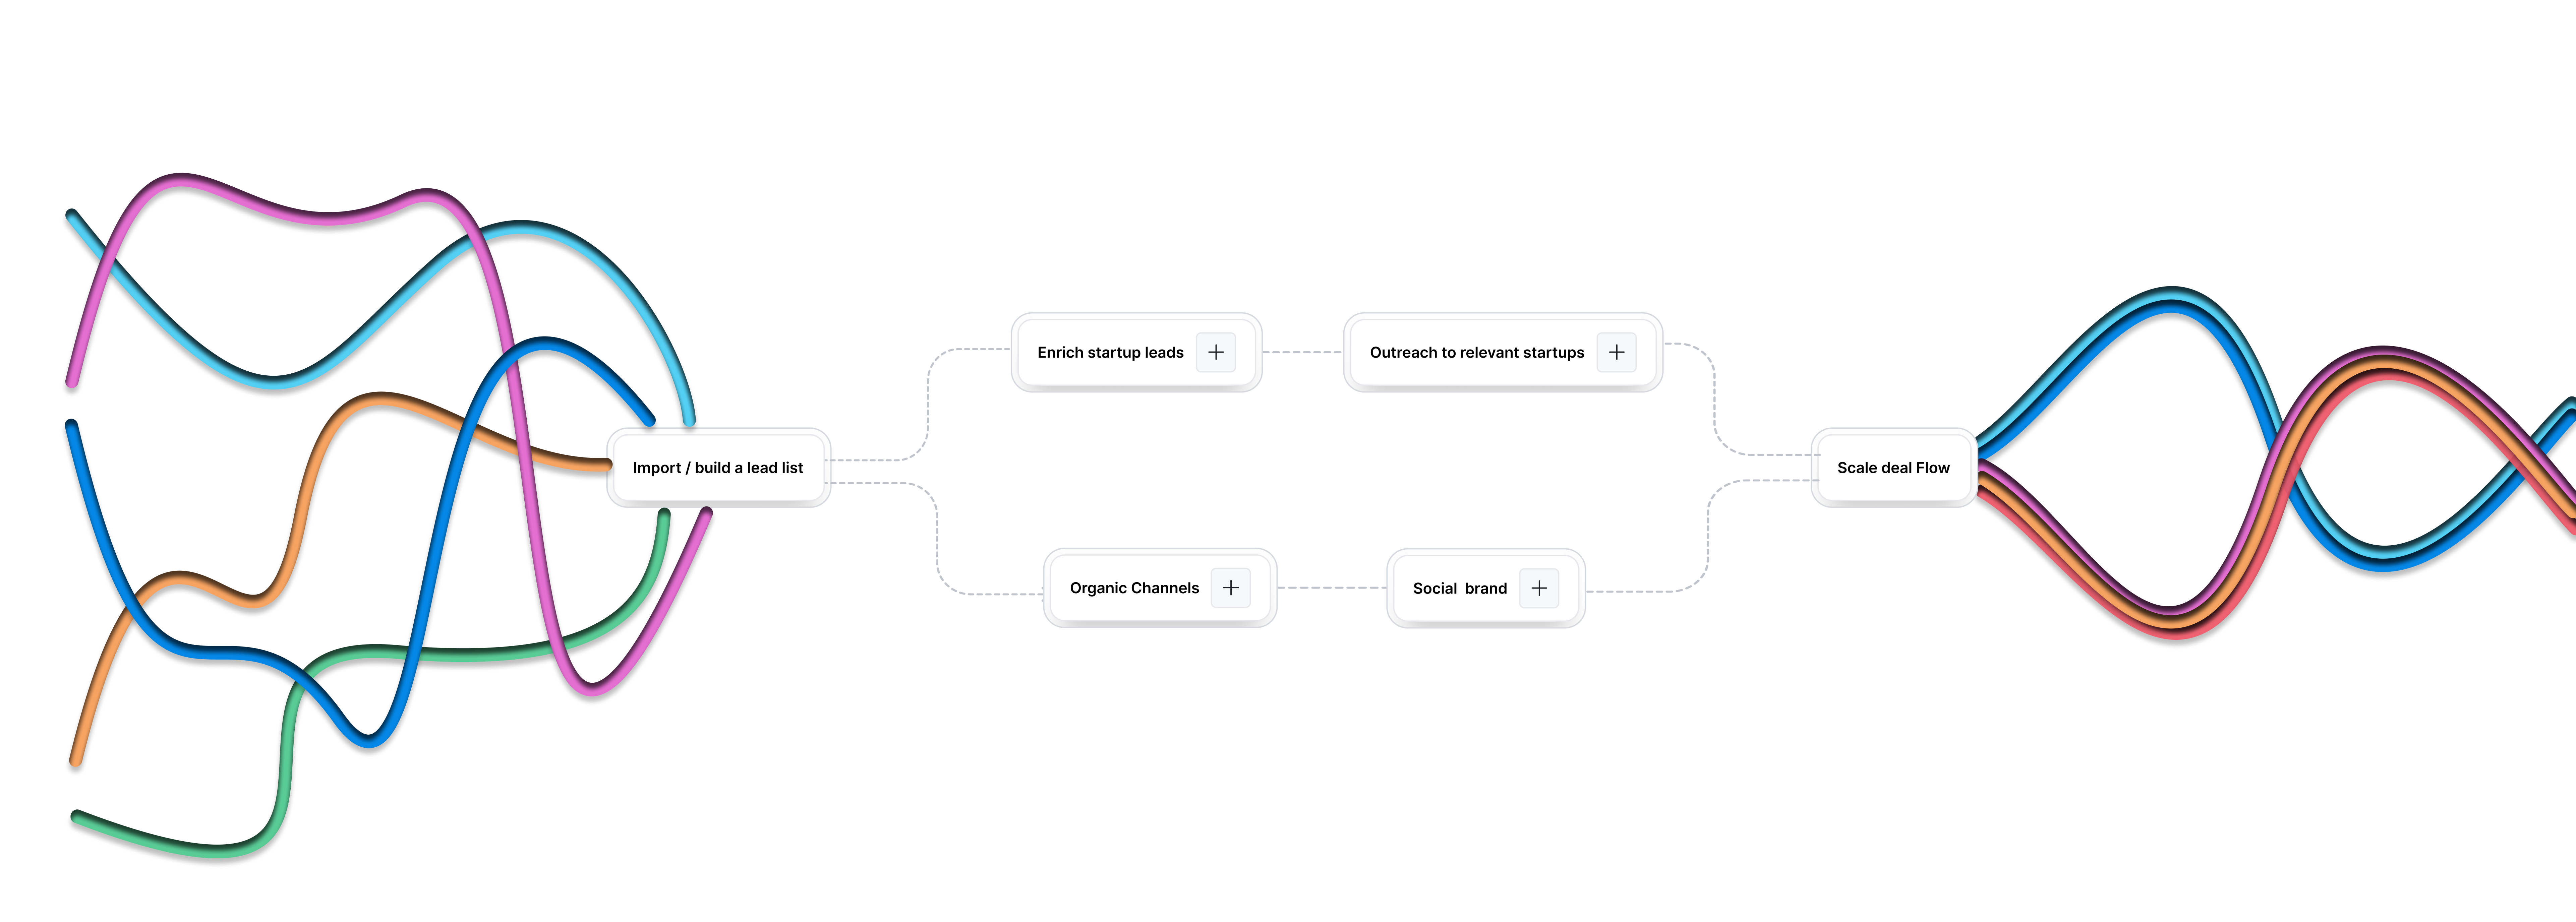 Import / build a lead list
Enrich startup leads
Outreach to relevant startups
Organic Channels
Social  brand
Scale deal Flow